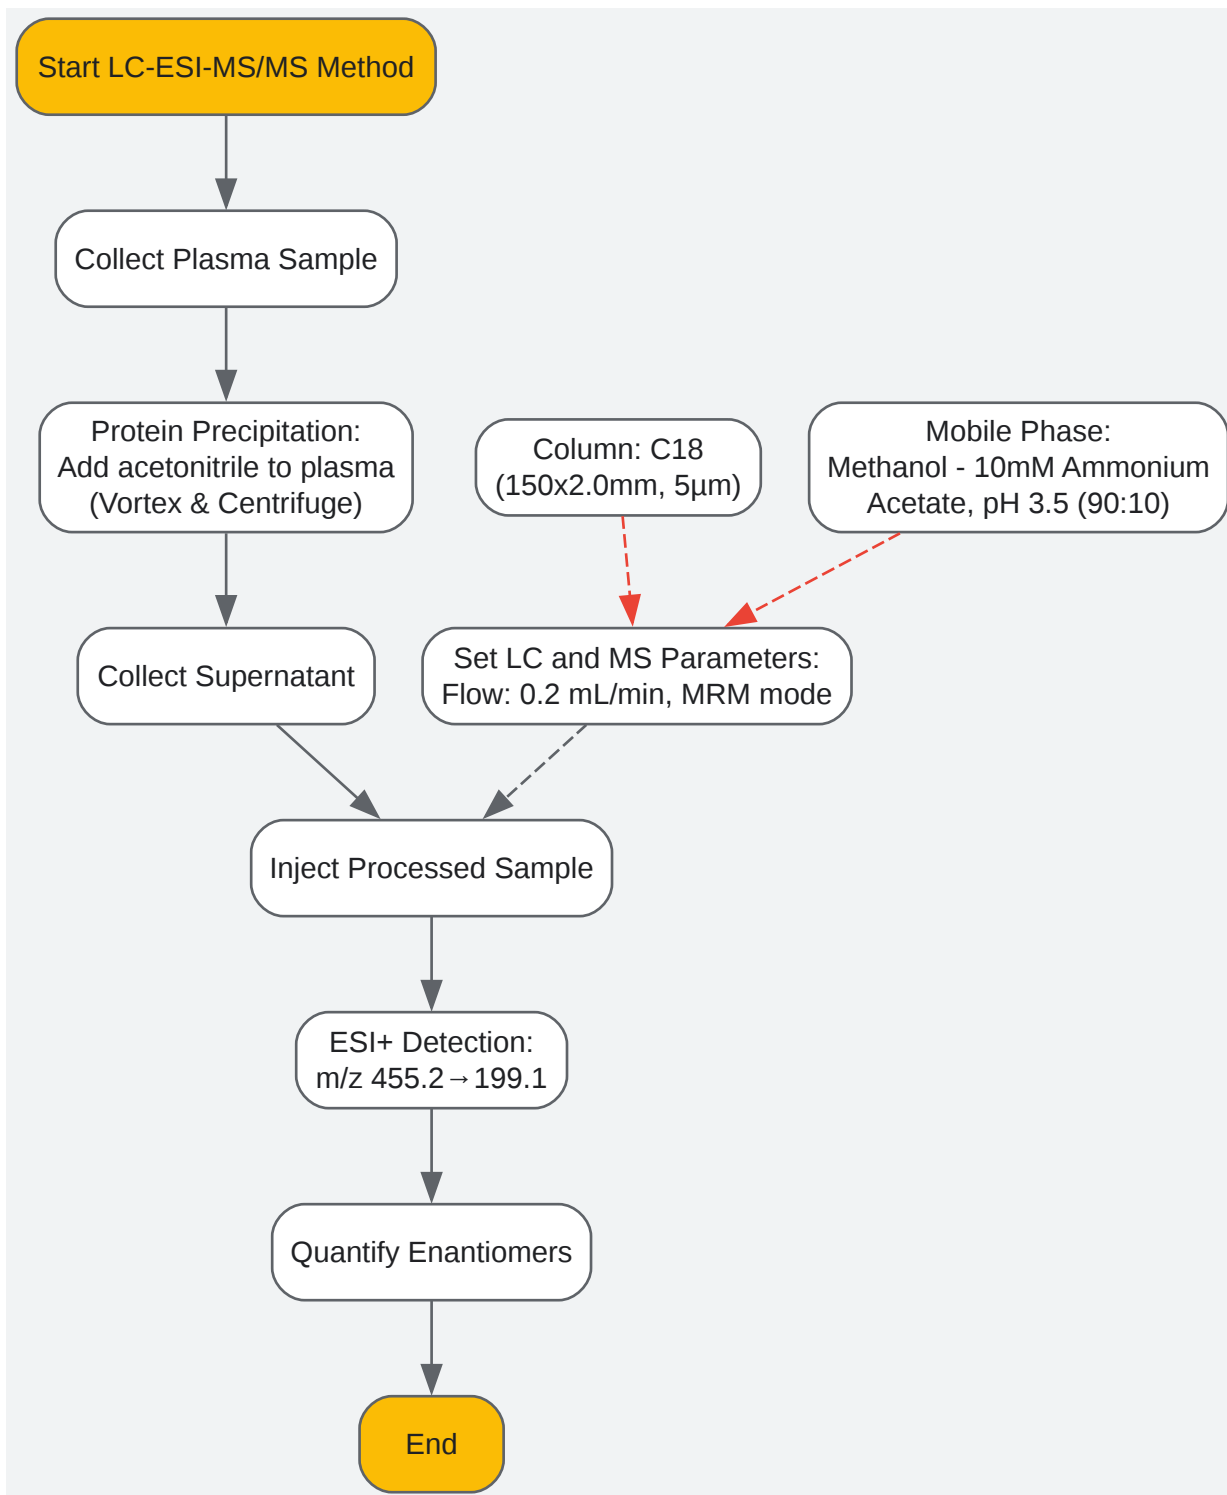 Start LC-ESI-MS/MS Method
Collect Plasma Sample
Protein Precipitation:
Add acetonitrile to plasma
(Vortex & Centrifuge)
Column: C18
(150x2.0mm, 5µm)
Mobile Phase:
Methanol - 10mM Ammonium
Acetate, pH 3.5 (90:10)
Collect Supernatant
Set LC and MS Parameters:
Flow: 0.2 mL/min, MRM mode
Inject Processed Sample
ESI+ Detection:
m/z 455.2→199.1
Quantify Enantiomers
End